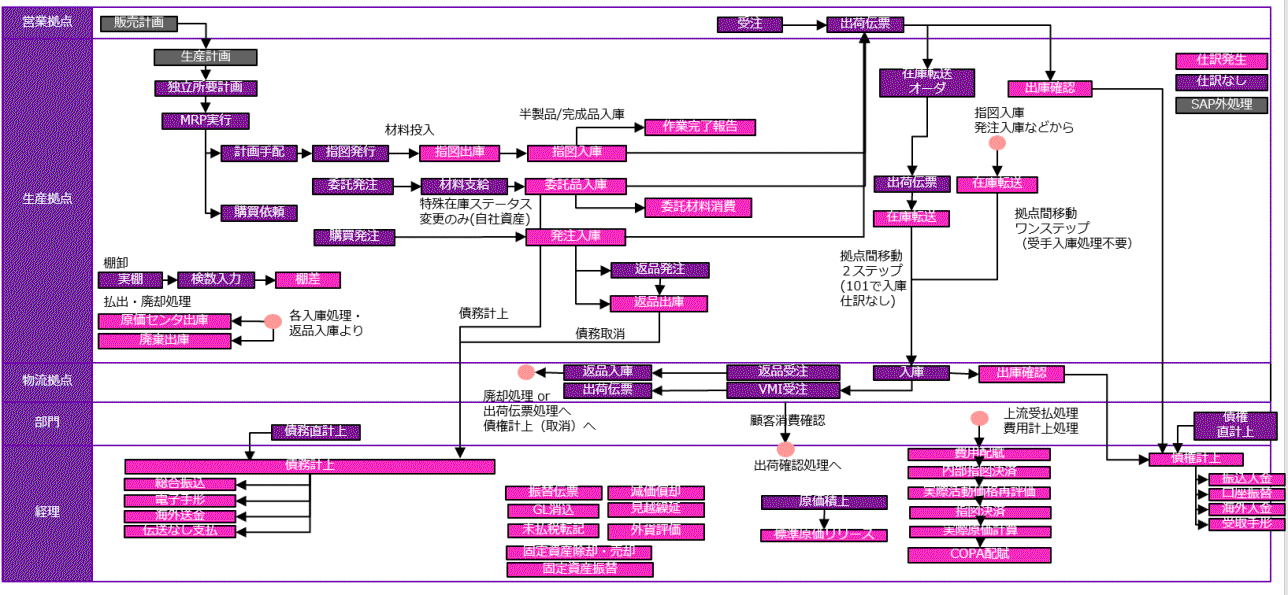 営業拠点
販売計画
受注
出荷伝票
生産拠点
生産計画
独立所要計画
MRP実行
計画手配
指図発行
材料投入
指図出庫
半製品/完成品入庫
指図入庫
作業完了報告
委託発注
材料支給
委託品入庫
特殊在庫ステータス
変更のみ(自社資産)
委託材料消費
購買依頼
購買発注
発注入庫
返品発注
返品出庫
債務計上
債務取消
棚卸
実棚
検数入力
棚差
払出・廃却処理
原価センタ出庫
廃棄出庫
各入庫処理・
返品入庫より
在庫転送
オーダ
出庫確認
仕訳発生
仕訳なし
SAP外処理
指図入庫
発注入庫などから
出荷伝票
在庫転送
在庫転送
拠点間移動
ワンステップ
（受手入庫処理不要）
拠点間移動
２ステップ
(101で入庫
仕訳なし)
物流拠点
返品入庫
返品受注
入庫
出庫確認
出荷伝票
VMI受注
廃却処理 or
出荷伝票処理へ
債権計上（取消）へ
部門
債務直計上
顧客消費確認
出荷確認処理へ
上流受払処理
費用計上処理
債権
直計上
経理
債務計上
総合振込
電子手形
海外送金
伝送なし支払
振替伝票
減価償却
GL消込
見越繰延
未払税転記
外貨評価
固定資産除却・売却
固定資産振替
原価積上
標準原価リリース
費用配賦
内部指図決済
実際活動価格再評価
指図決済
実際原価計算
COPA配賦
債権計上
振込入金
口座振替
海外入金
受取手形